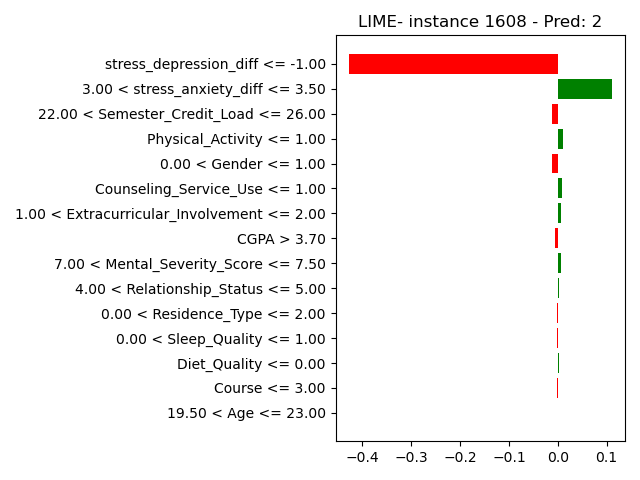 LIME- instance 1608 - Pred: 2
stress_depression_diff <= -1.00
3.00 < stress_anxiety_diff <= 3.50
22.00 < Semester_Credit_Load <= 26.00
Physical_Activity <= 1.00
0.00 < Gender <= 1.00
Counseling_Service_Use <= 1.00
1.00 < Extracurricular_Involvement <= 2.00
CGPA > 3.70
7.00 < Mental_Severity_Score <= 7.50
4.00 < Relationship_Status <= 5.00
0.00 < Residence_Type <= 2.00
0.00 < Sleep_Quality <= 1.00
Diet_Quality <= 0.00
Course <= 3.00
19.50 < Age <= 23.00
−0.4 −0.3 −0.2 −0.1 0.0 0.1